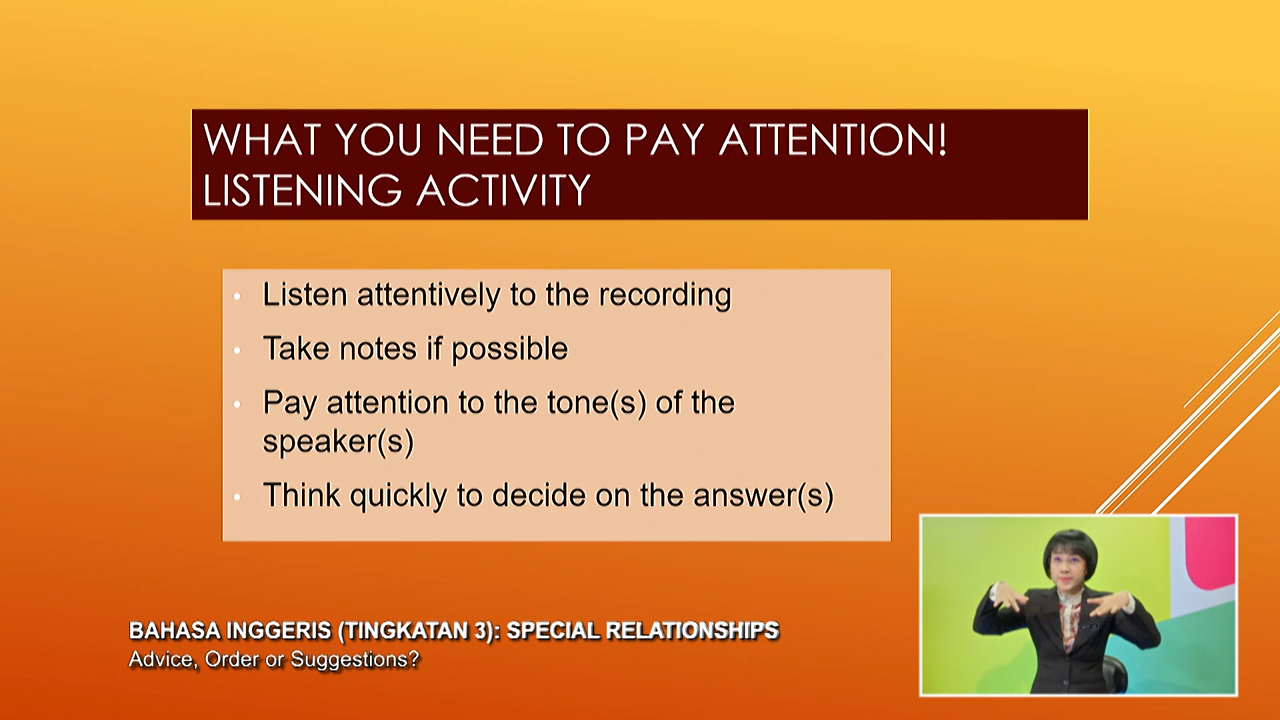 WHAT YOU NEED TO PAY ATTENTION!
LISTENING ACTIVITY
• Listen attentively to the recording
• Take notes if possible
• Pay attention to the tone(s) of the
speaker(s)
• Think quickly to decide on the answer(s)
BAHASA INGGERIS (TINGKATAN 3): SPECIAL RELATIONSHIPS
Advice, Order or Suggestions?